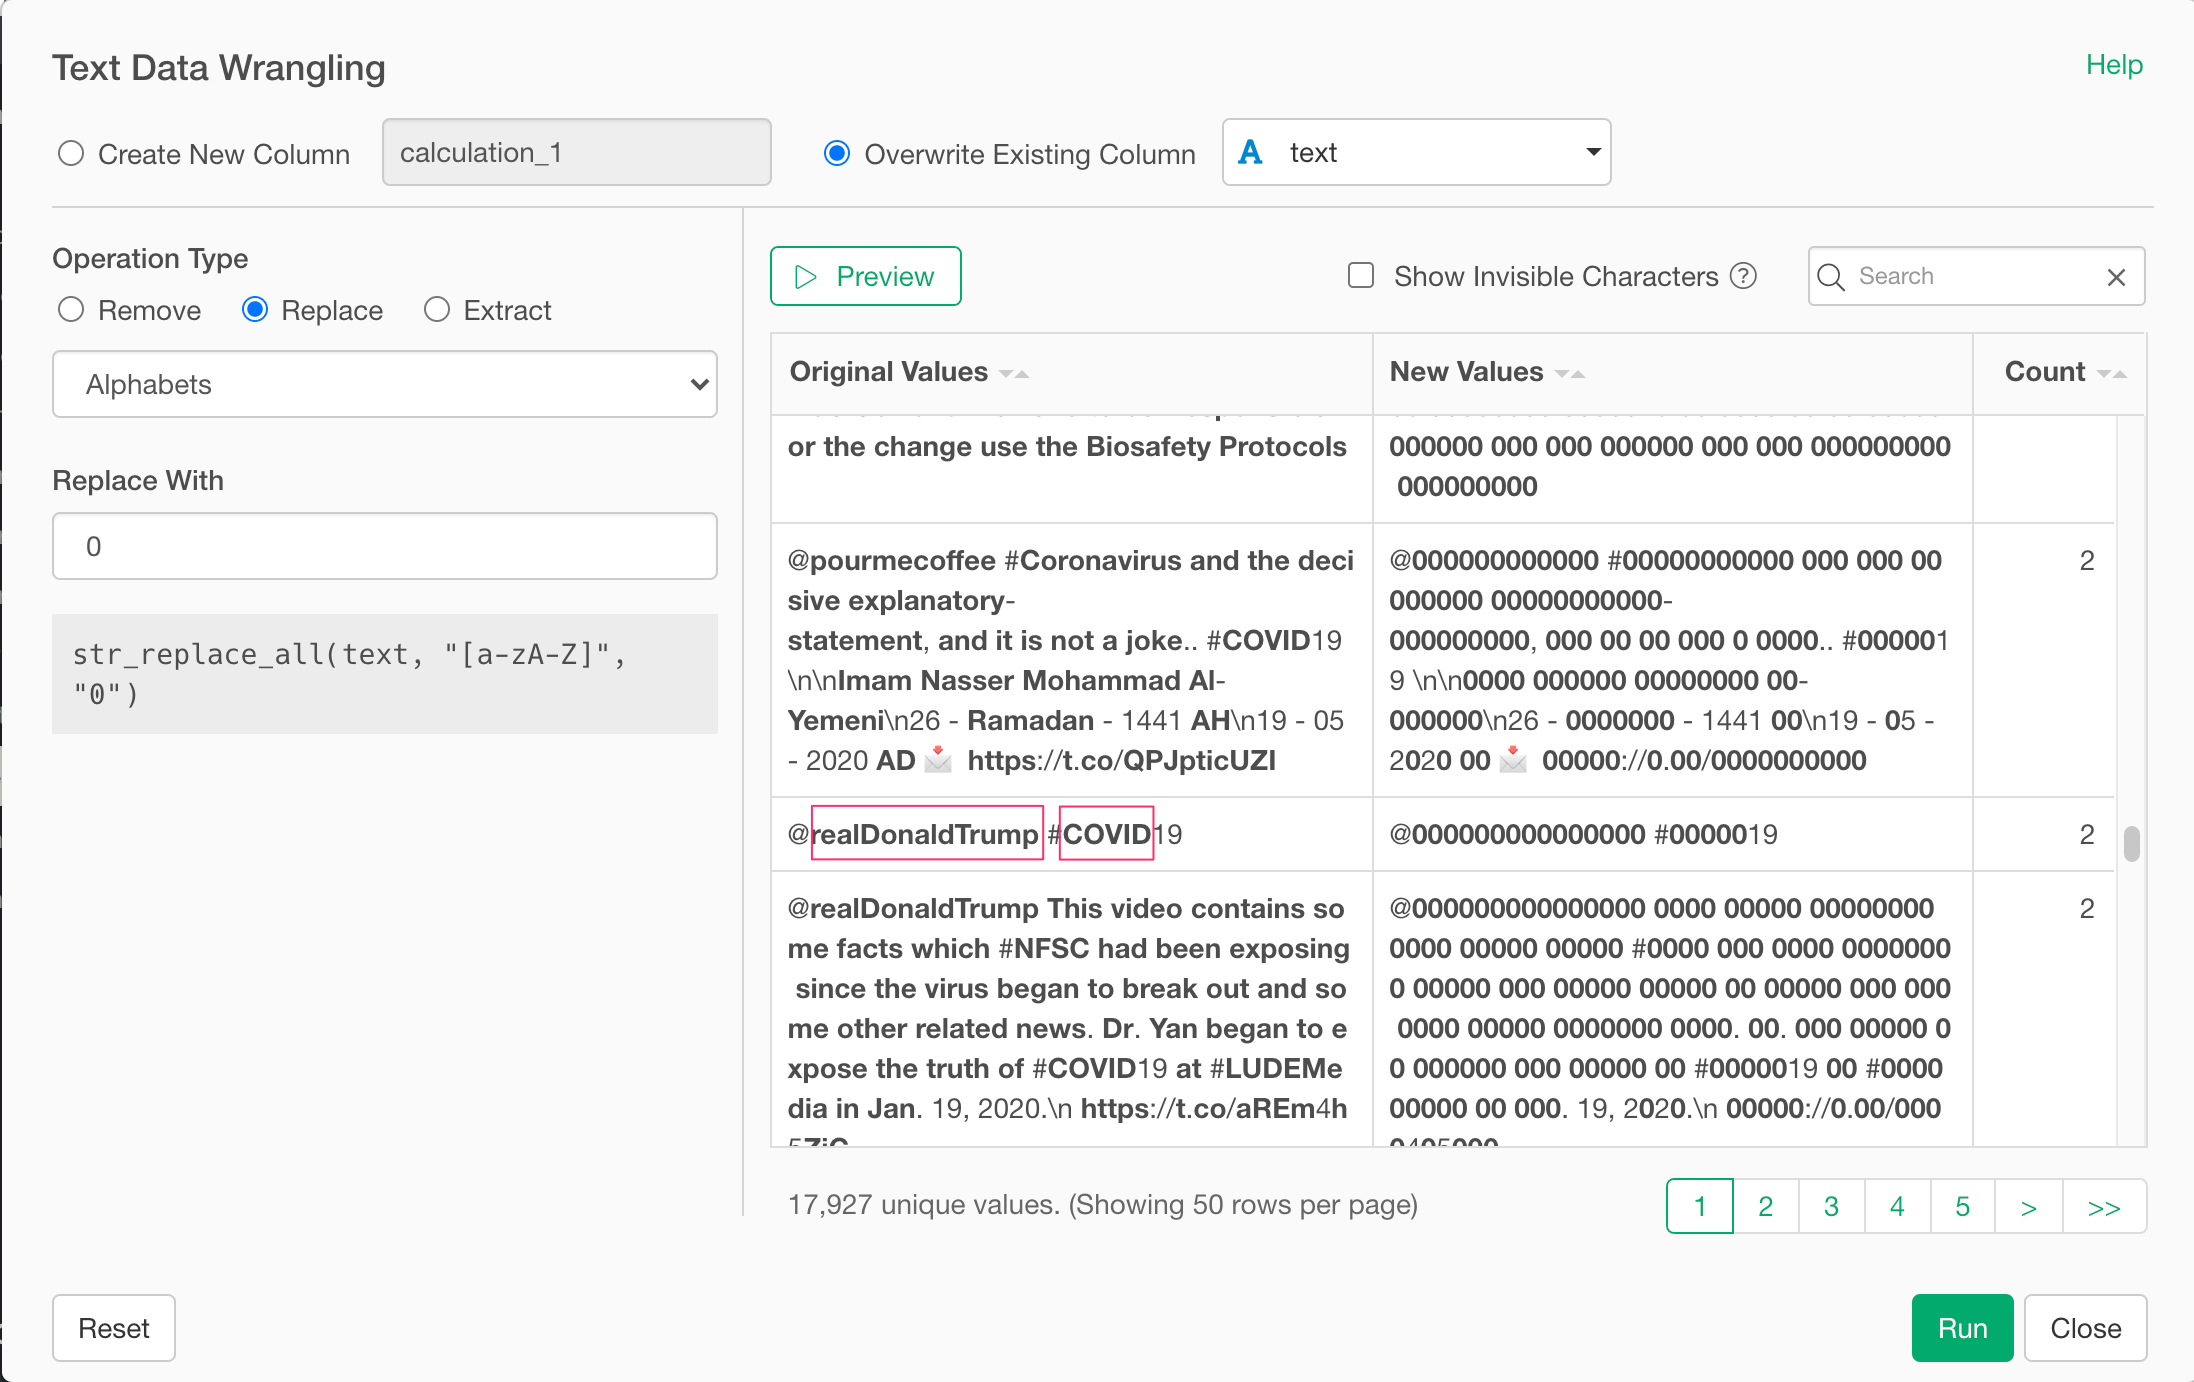 Text Data Wrangling
Help
Create New Column
calculation_1
Overwrite Existing Column
A text
Operation Type
Remove
Replace
Extract
Alphabets
Replace With
0
str_replace_all(text, "[a-zA-Z]",
"0")
Preview
Show Invisible Characters ?
Search
Original Values
New Values
Count
or the change use the Biosafety Protocols
000000 000 000 000000 000 000 000000000
000000000
@pourmecoffee #Coronavirus and the deci
sive explanatory-
statement, and it is not a joke.. #COVID19
\n\nImam Nasser Mohammad Al-
Yemeni\n26 - Ramadan - 1441 AH\n19 - 05
- 2020 AD 📩 https://t.co/QPJpticUZI
@000000000000 #00000000000 000 000 00
000000 00000000000-
000000000, 000 00 00 000 0 0000.. #000001
9 \n\n0000 000000 00000000 00-
000000\n26 - 0000000 - 1441 00\n19 - 05 -
2020 00 📩 00000://0.00/0000000000
2
@realDonaldTrump #COVID19
@000000000000000 #0000019
2
@realDonaldTrump This video contains so
me facts which #NFSC had been exposing
since the virus began to break out and so
me other related news. Dr. Yan began to e
xpose the truth of #COVID19 at #LUDEMe
dia in Jan. 19, 2020.\n https://t.co/aREm4h
@000000000000000 0000 00000 00000000
0000 00000 00000 #0000 000 0000 0000000
0 00000 000 00000 00000 00 00000 000 000
0000 00000 0000000 0000. 00. 000 00000 0
0 000000 000 00000 00 #0000019 00 #0000
00000 00 000. 19, 2020.\n 00000://0.00/000
2
17,927 unique values. (Showing 50 rows per page)
1 2 3 4 5 > >>
Reset
Run
Close